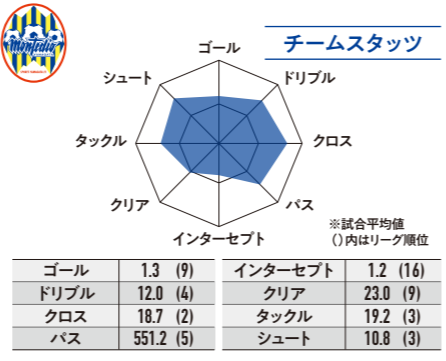 Montedio
チームスタッツ
ゴール
シュート
ドリブル
タックル
クロス
クリア
パス
インターセプト
※試合平均値
（）内はリーグ順位
ゴール 1.3 (9)
ドリブル 12.0 (4)
クロス 18.7 (2)
パス 551.2 (5)
インターセプト 1.2 (16)
クリア 23.0 (9)
タックル 19.2 (3)
シュート 10.8 (3)